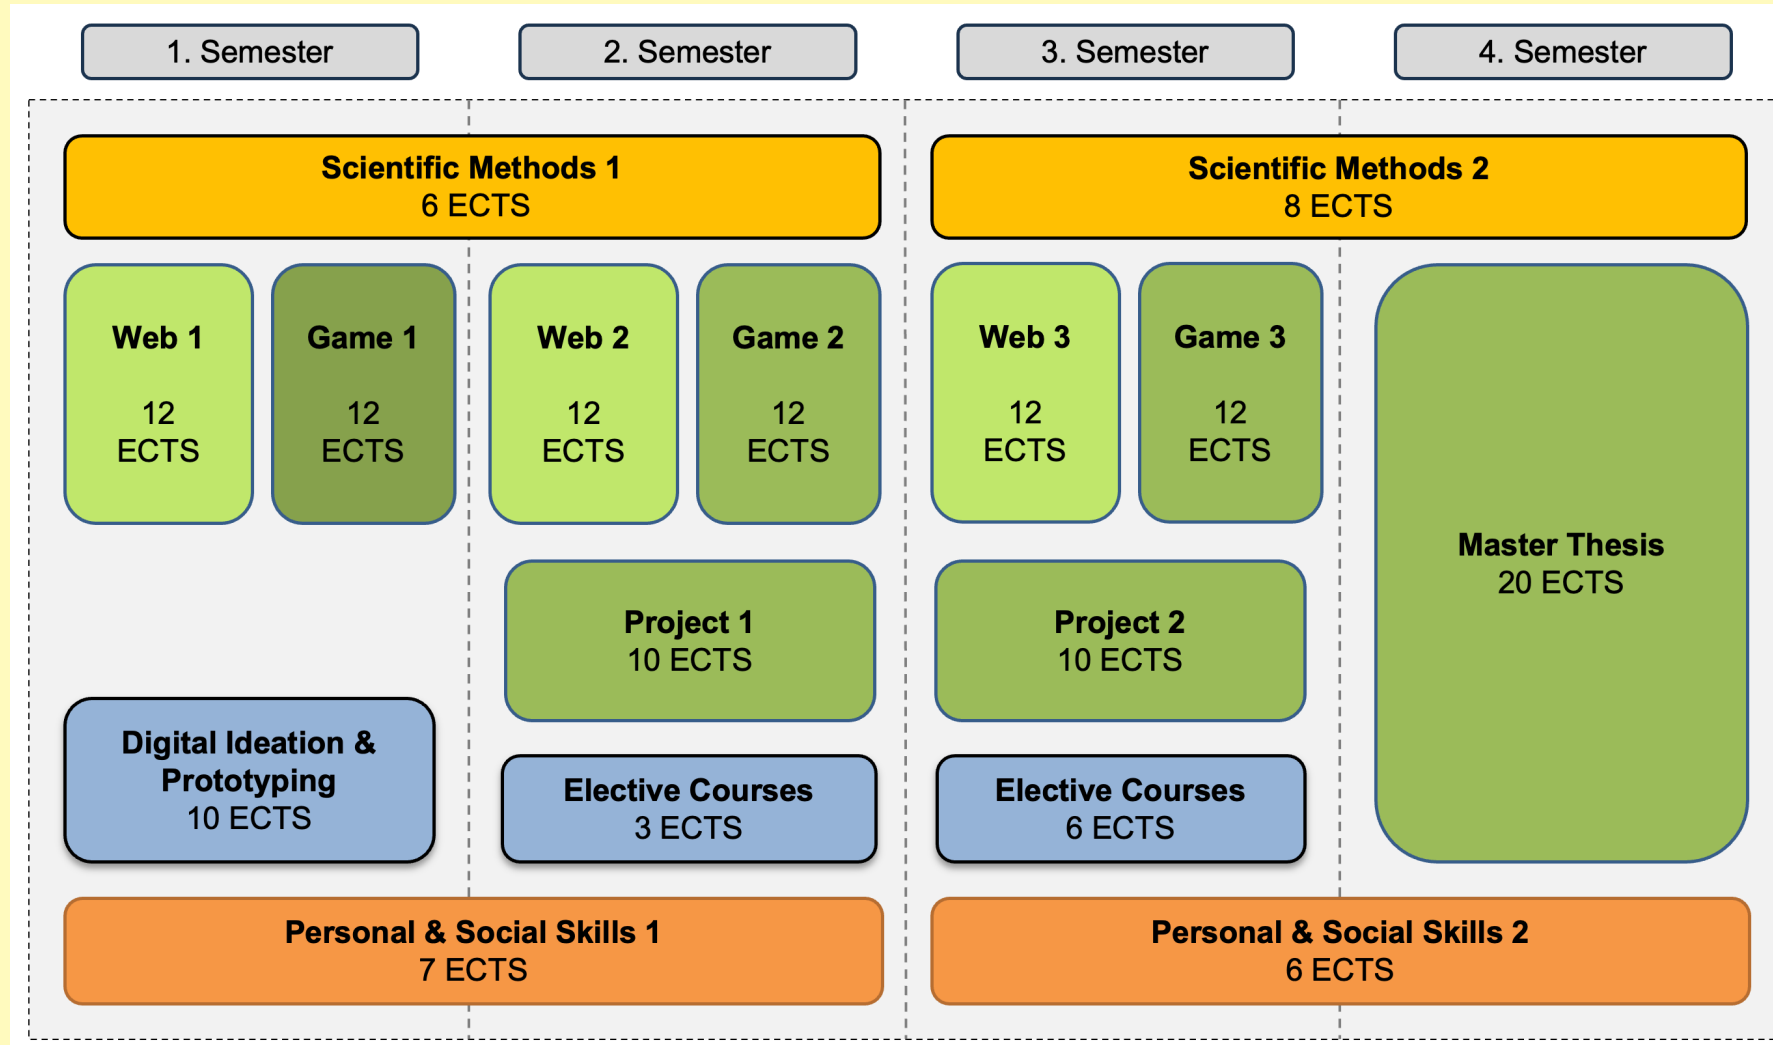 1. Semester
2. Semester
3. Semester
4. Semester
Scientific Methods 1
6 ECTS
Scientific Methods 2
8 ECTS
Web 1
12
ECTS
Game 1
12
ECTS
Web 2
12
ECTS
Game 2
12
ECTS
Web 3
12
ECTS
Game 3
12
ECTS
Master Thesis
20 ECTS
Project 1
10 ECTS
Project 2
10 ECTS
Digital Ideation &
Prototyping
10 ECTS
Elective Courses
3 ECTS
Elective Courses
6 ECTS
Personal & Social Skills 1
7 ECTS
Personal & Social Skills 2
6 ECTS